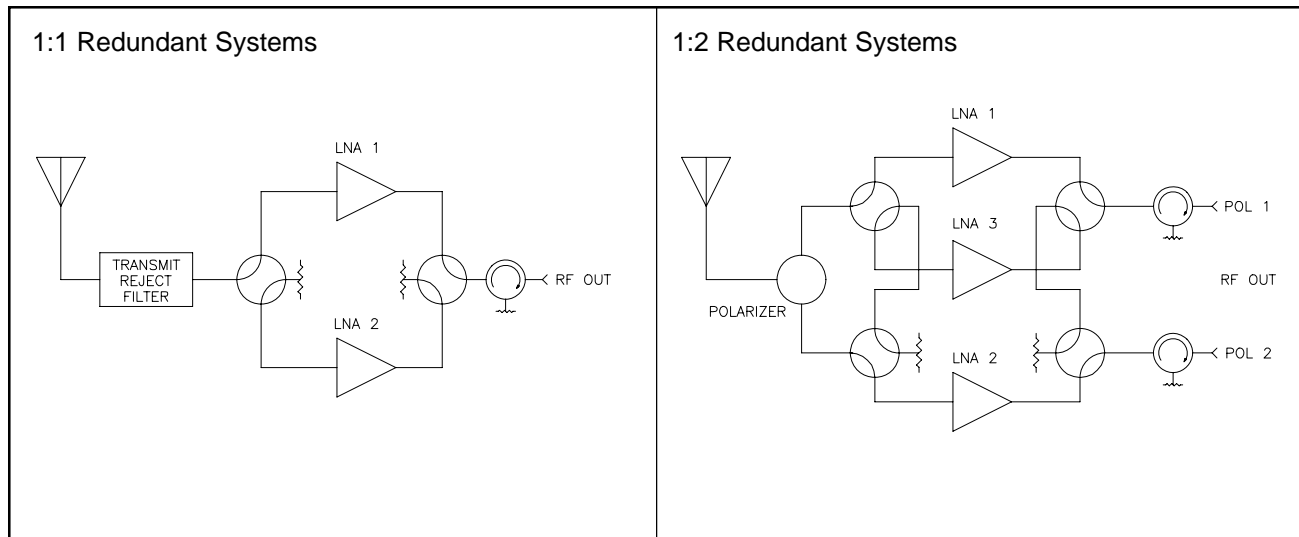 1:1 Redundant Systems
LNA 1
TRANSMIT
REJECT
FILTER
RF OUT
LNA 2
1:2 Redundant Systems
LNA 1
POL 1
LNA 3
RF OUT
POLARIZER
LNA 2
POL 2